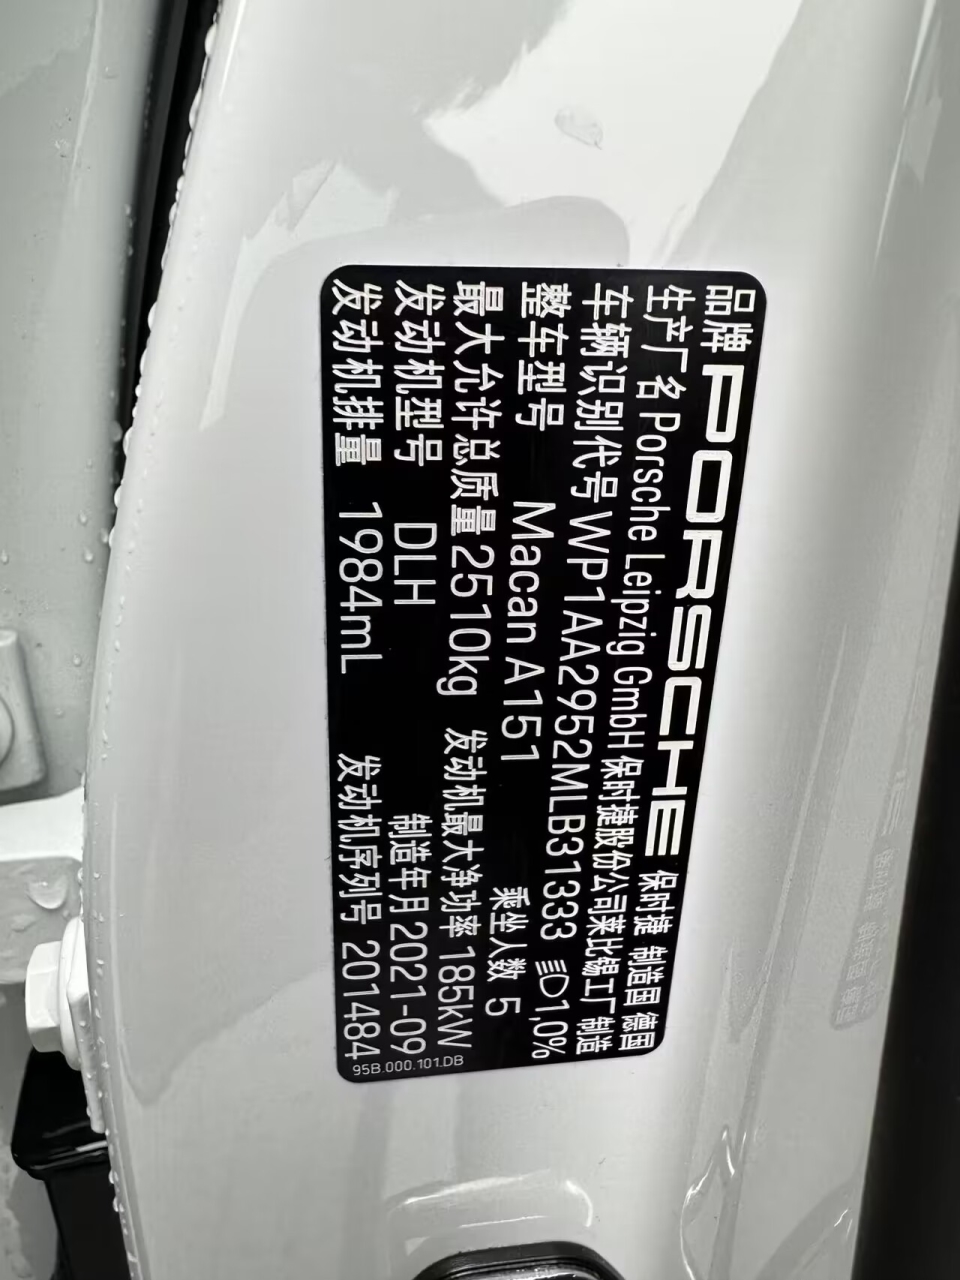 品牌 PORSCHE 保时捷 制造国 德国
生产厂名 Porsche Leipzig GmbH 保时捷股份公司莱比锡工厂 制造
车辆识别代号 WP1AA2952MLB31333 1,0%
整车型号 Macan A151 乘坐人数 5
最大允许总质量 2510kg 发动机最大净功率 185kW
发动机型号 DLH 制造年月 2021-09
发动机排量 1984mL 发动机序列号 201484
95B.000.101.DB